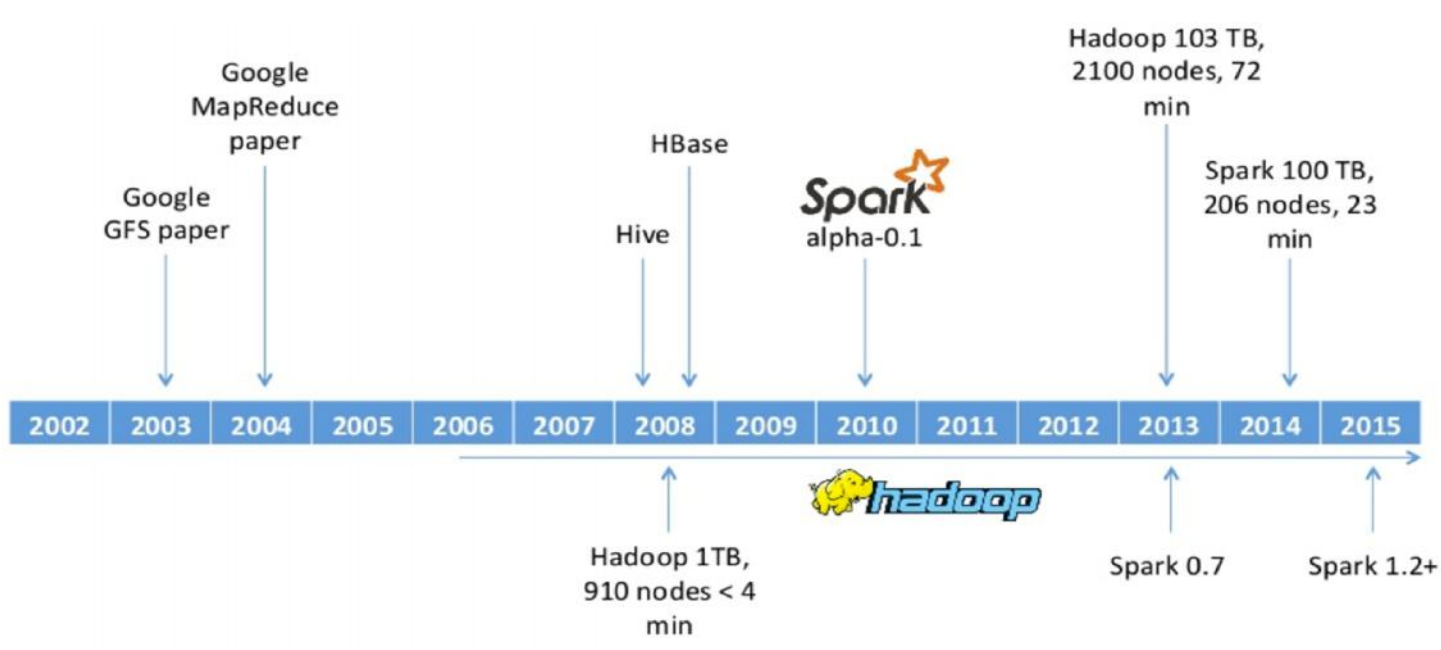 Google
MapReduce
paper
Google
GFS paper
HBase
Hive
Spark
alpha-0.1
Hadoop 103 TB,
2100 nodes, 72
min
Spark 100 TB,
206 nodes, 23
min
2002 2003 2004 2005 2006 2007 2008 2009 2010 2011 2012 2013 2014 2015
hadoop
Hadoop 1TB,
910 nodes < 4
min
Spark 0.7
Spark 1.2+